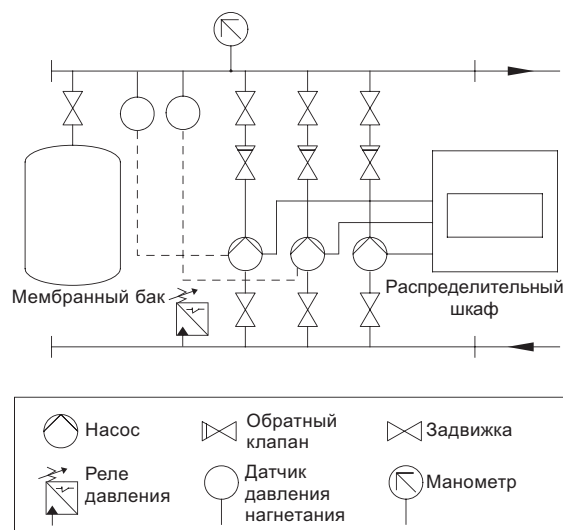 Мембранный бак
Распределительный
шкаф
Насос
Обратный
клапан
Задвижка
Реле
давления
Датчик
давления
нагнетания
Манометр